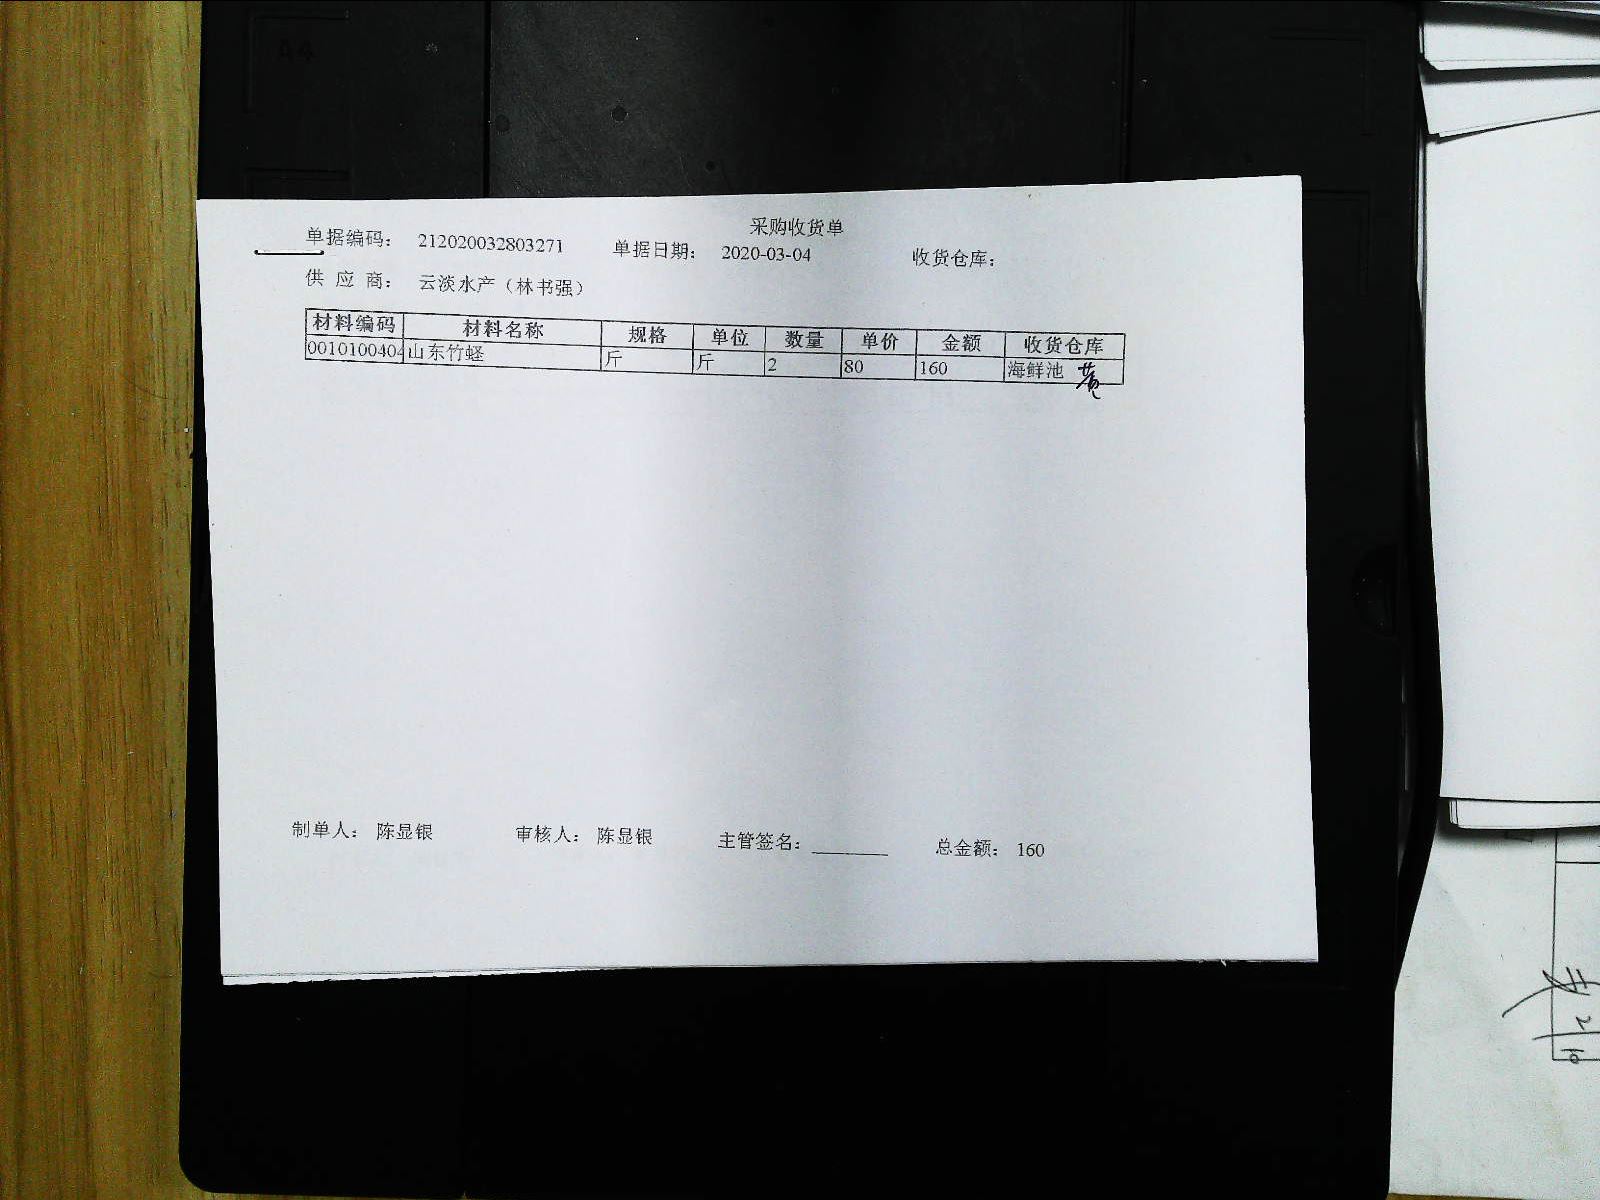 采购收货单
单据编码： 212020032803271 单据日期： 2020-03-04 收货仓库：
供 应 商： 云淡水产（林书强）
材料编码 材料名称 规格 单位 数量 单价 金额 收货仓库
0010100404 山东竹蛏 斤 斤 2 80 160 海鲜池 黄
制单人： 陈显银 审核人： 陈显银 主管签名： 总金额： 160